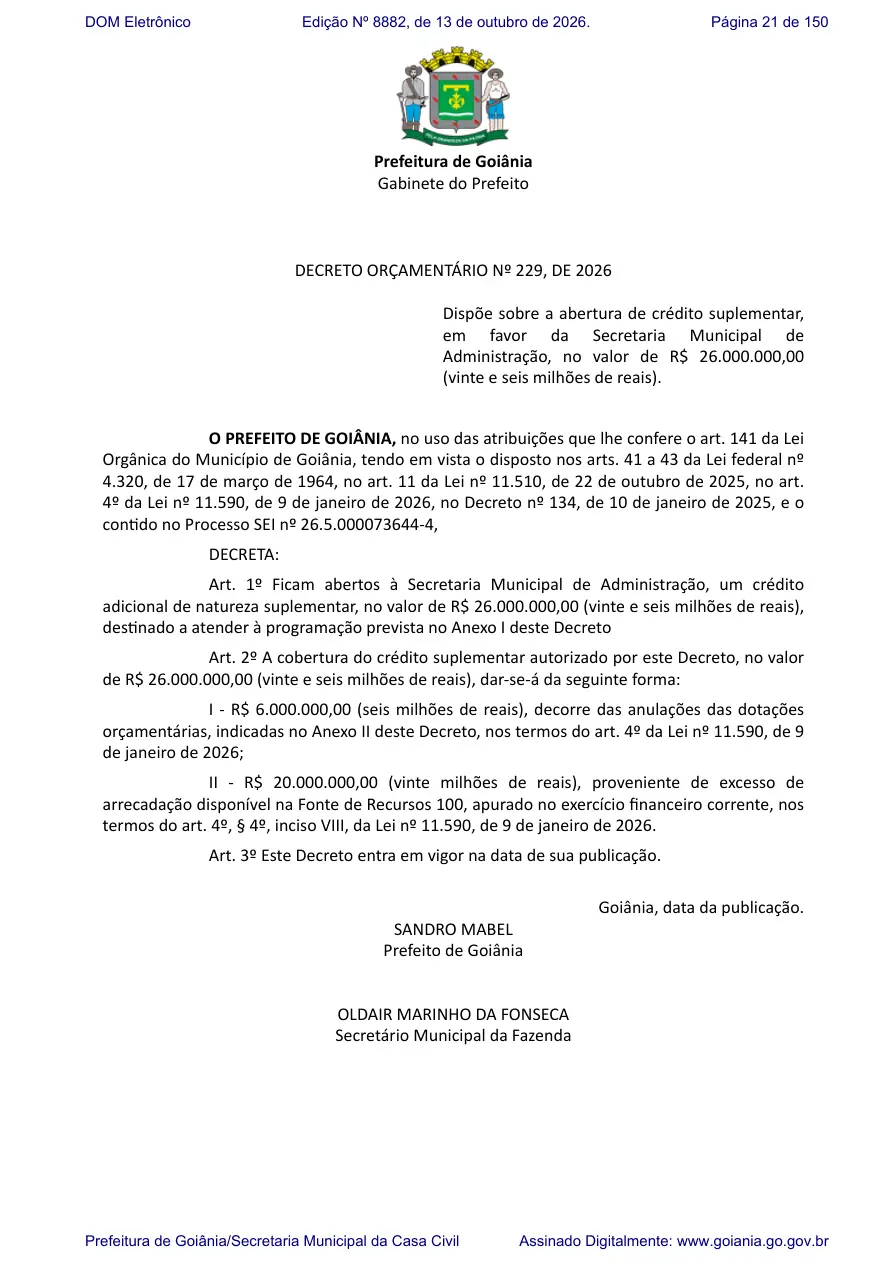 DOM Eletrônico Edição Nº 8882, de 13 de outubro de 2026. Página 21 de 150
PELA GRANDEZA DA PÁTRIA
Prefeitura de Goiânia
Gabinete do Prefeito
DECRETO ORÇAMENTÁRIO Nº 229, DE 2026
Dispõe sobre a abertura de crédito suplementar,
em favor da Secretaria Municipal de
Administração, no valor de R$ 26.000.000,00
(vinte e seis milhões de reais).
O PREFEITO DE GOIÂNIA, no uso das atribuições que lhe confere o art. 141 da Lei
Orgânica do Município de Goiânia, tendo em vista o disposto nos arts. 41 a 43 da Lei federal nº
4.320, de 17 de março de 1964, no art. 11 da Lei nº 11.510, de 22 de outubro de 2025, no art.
4º da Lei nº 11.590, de 9 de janeiro de 2026, no Decreto nº 134, de 10 de janeiro de 2025, e o
contido no Processo SEI nº 26.5.000073644-4,
DECRETA:
Art. 1º Ficam abertos à Secretaria Municipal de Administração, um crédito
adicional de natureza suplementar, no valor de R$ 26.000.000,00 (vinte e seis milhões de reais),
destinado a atender à programação prevista no Anexo I deste Decreto
Art. 2º A cobertura do crédito suplementar autorizado por este Decreto, no valor
de R$ 26.000.000,00 (vinte e seis milhões de reais), dar-se-á da seguinte forma:
I - R$ 6.000.000,00 (seis milhões de reais), decorre das anulações das dotações
orçamentárias, indicadas no Anexo II deste Decreto, nos termos do art. 4º da Lei nº 11.590, de 9
de janeiro de 2026;
II - R$ 20.000.000,00 (vinte milhões de reais), proveniente de excesso de
arrecadação disponível na Fonte de Recursos 100, apurado no exercício financeiro corrente, nos
termos do art. 4º, § 4º, inciso VIII, da Lei nº 11.590, de 9 de janeiro de 2026.
Art. 3º Este Decreto entra em vigor na data de sua publicação.
Goiânia, data da publicação.
SANDRO MABEL
Prefeito de Goiânia
OLDAIR MARINHO DA FONSECA
Secretário Municipal da Fazenda
Prefeitura de Goiânia/Secretaria Municipal da Casa Civil Assinado Digitalmente: www.goiania.go.gov.br